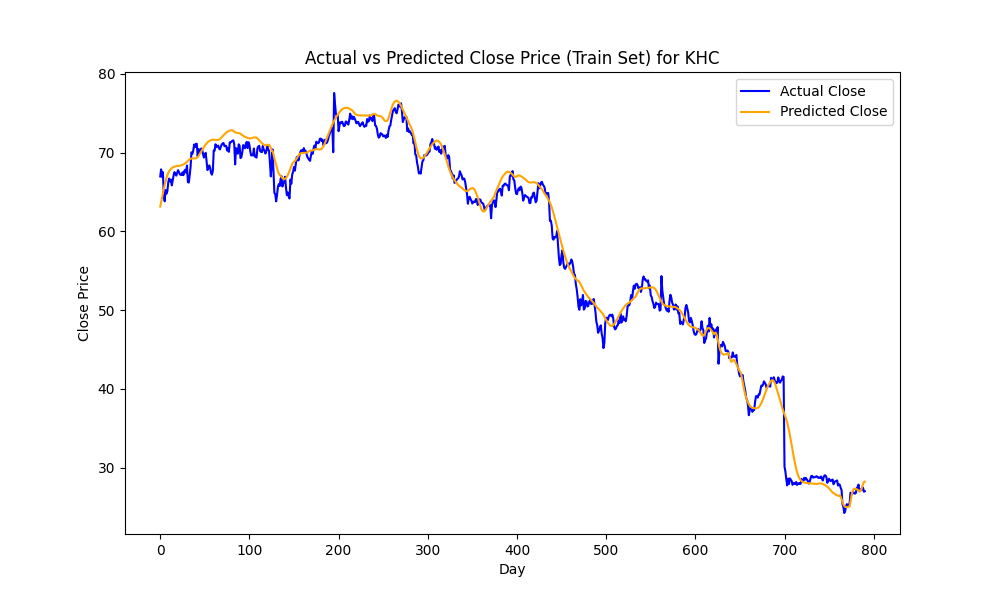 Actual vs Predicted Close Price (Train Set) for KHC
Actual Close
Predicted Close
Close Price
80
70
60
50
40
30
0 100 200 300 400 500 600 700 800
Day